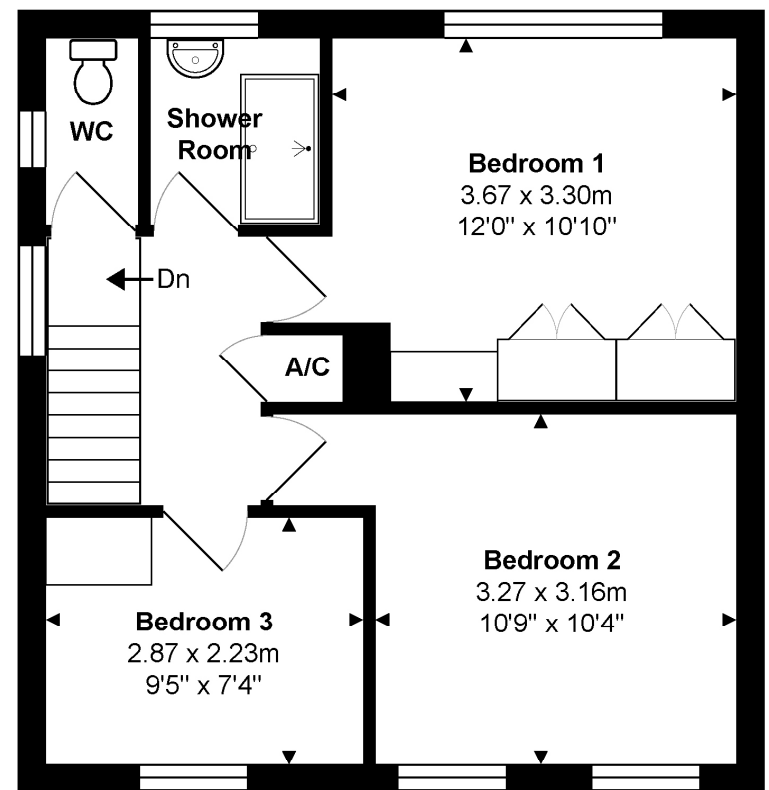 WC
Shower
Room
Bedroom 1
3.67 x 3.30m
12'0" x 10'10"
Dn
A/C
Bedroom 2
3.27 x 3.16m
10'9" x 10'4"
Bedroom 3
2.87 x 2.23m
9'5" x 7'4"